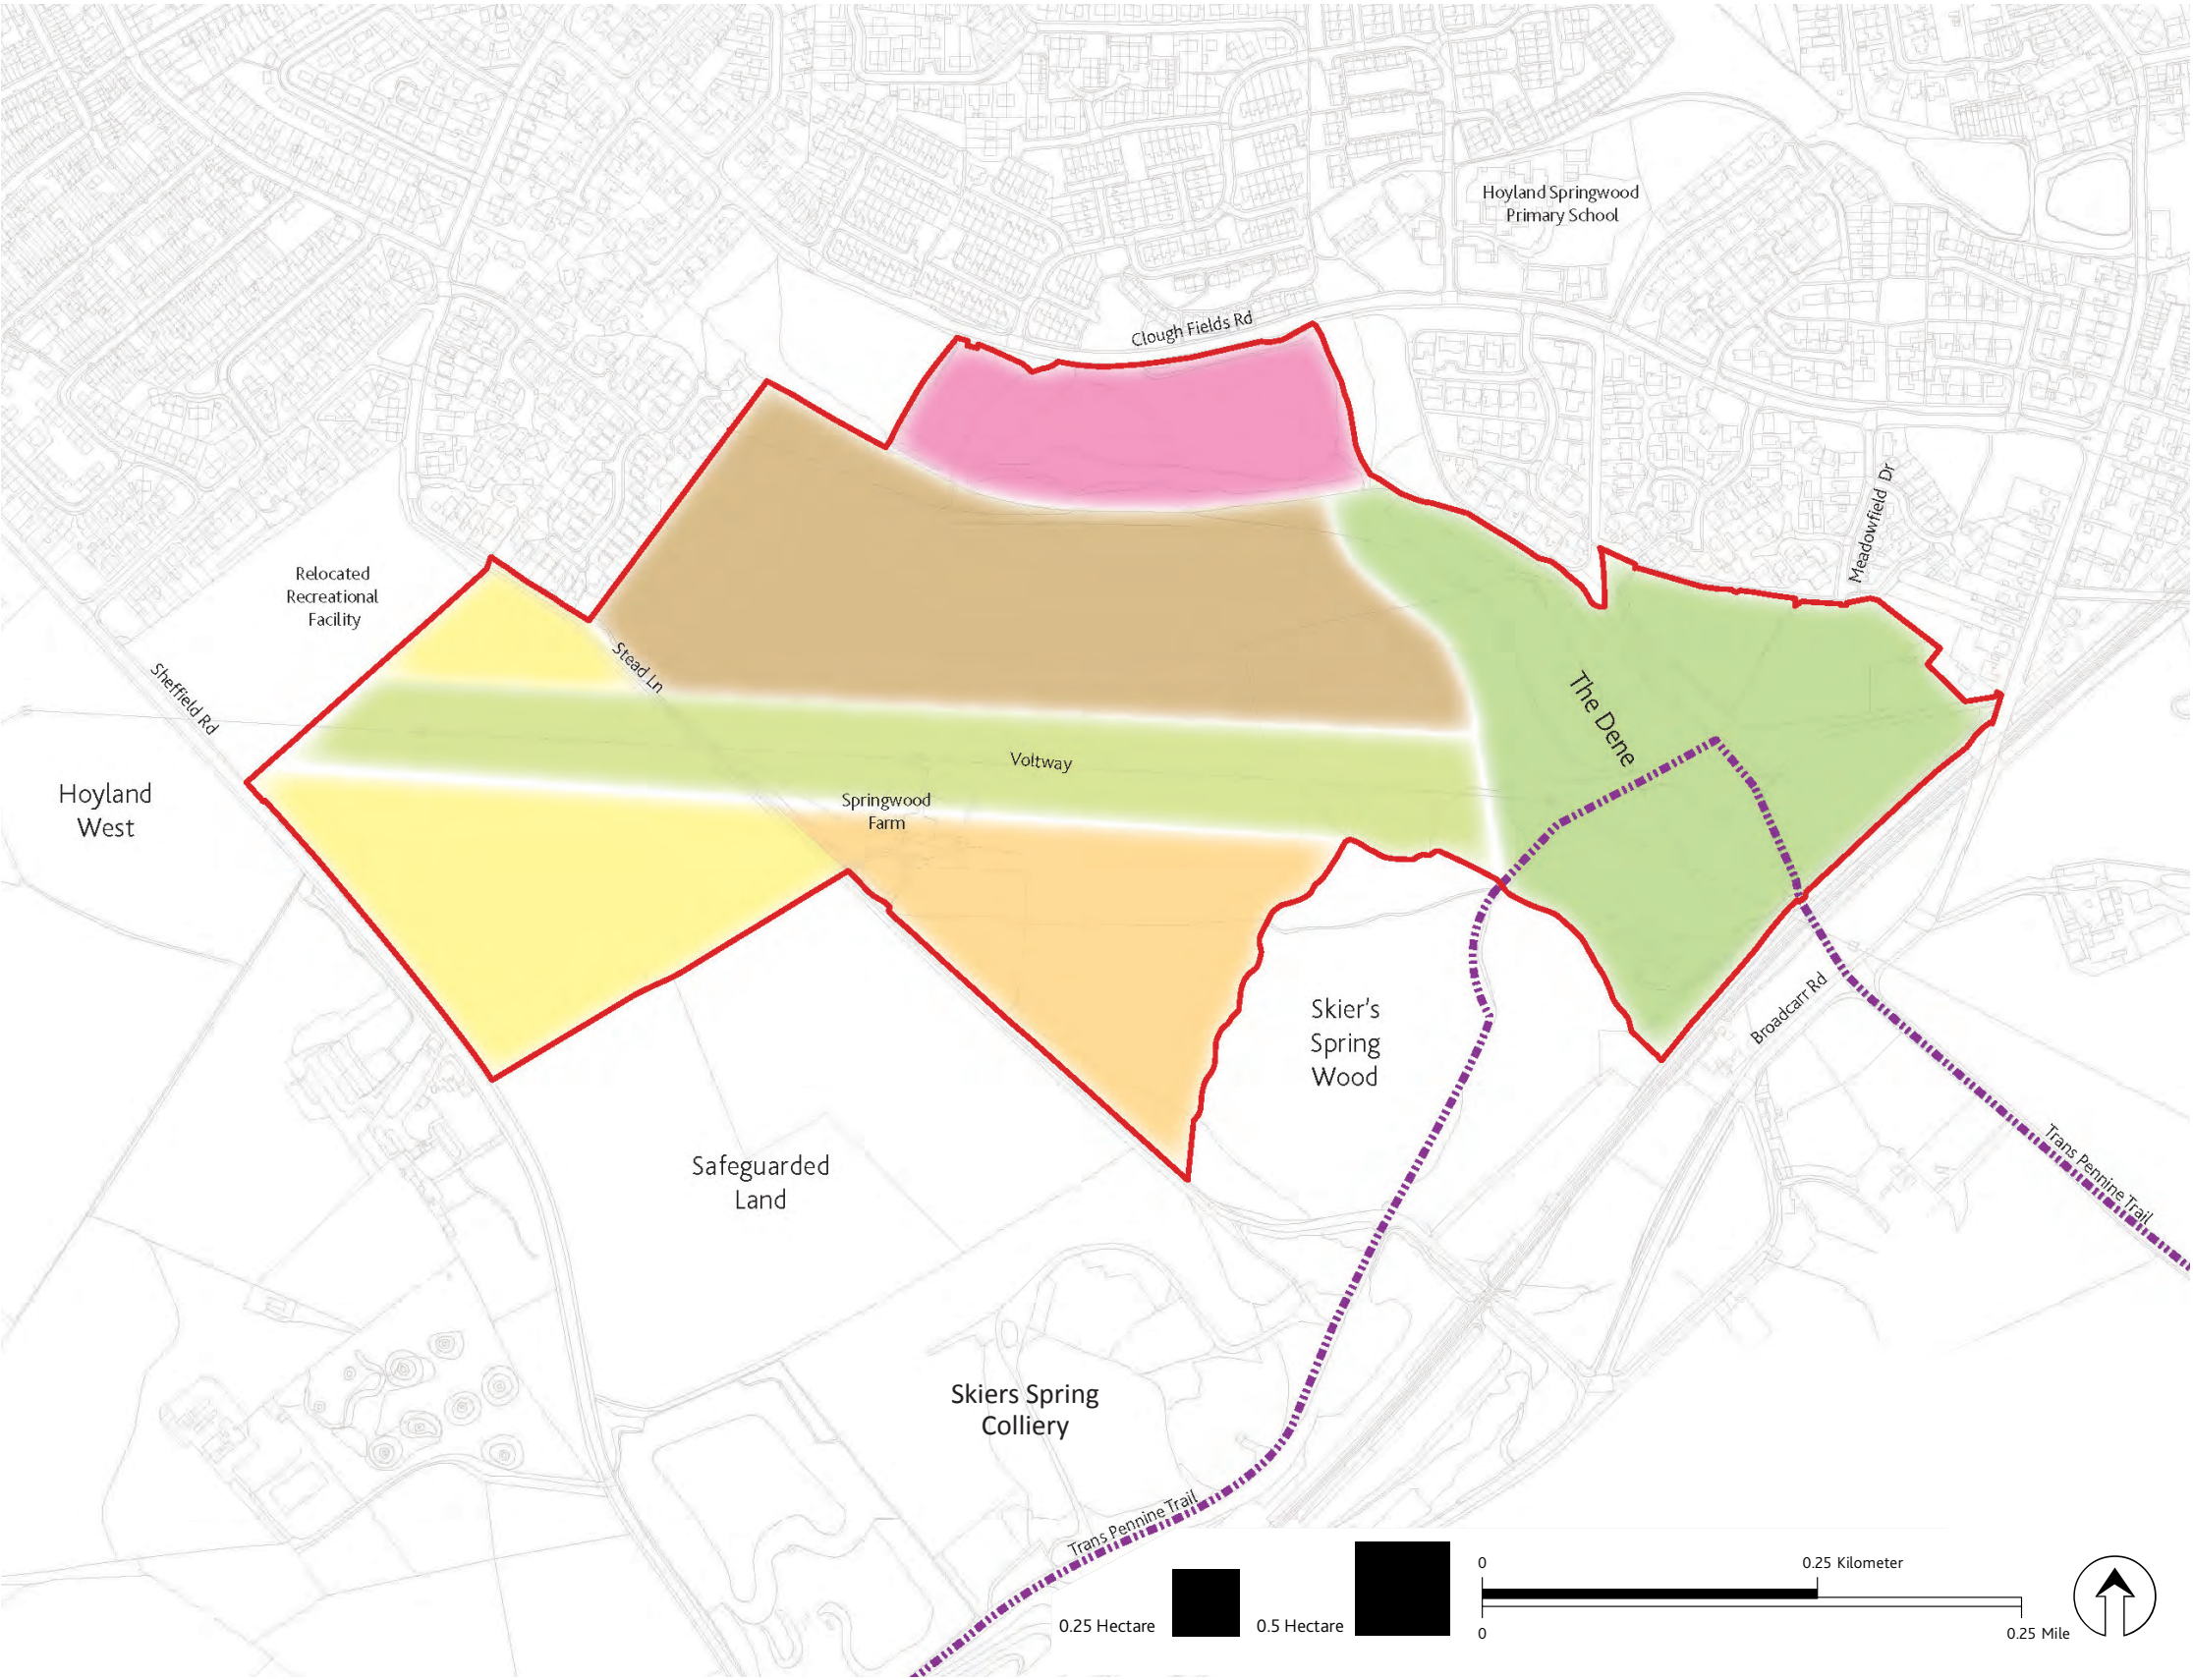 Hoyland Springwood
Primary School
Clough Fields Rd
Meadowfield Dr
Relocated
Recreational
Facility
Stead Ln
Sheffield Rd
The Dene
Voltway
Hoyland
West
Springwood
Farm
Skier's
Spring
Wood
Broadcarr Rd
Safeguarded
Land
Trans Pennine Trail
Skiers Spring
Colliery
Trans Pennine Trail
0
0.25 Kilometer
0.25 Hectare
0.5 Hectare
0
0.25 Mile